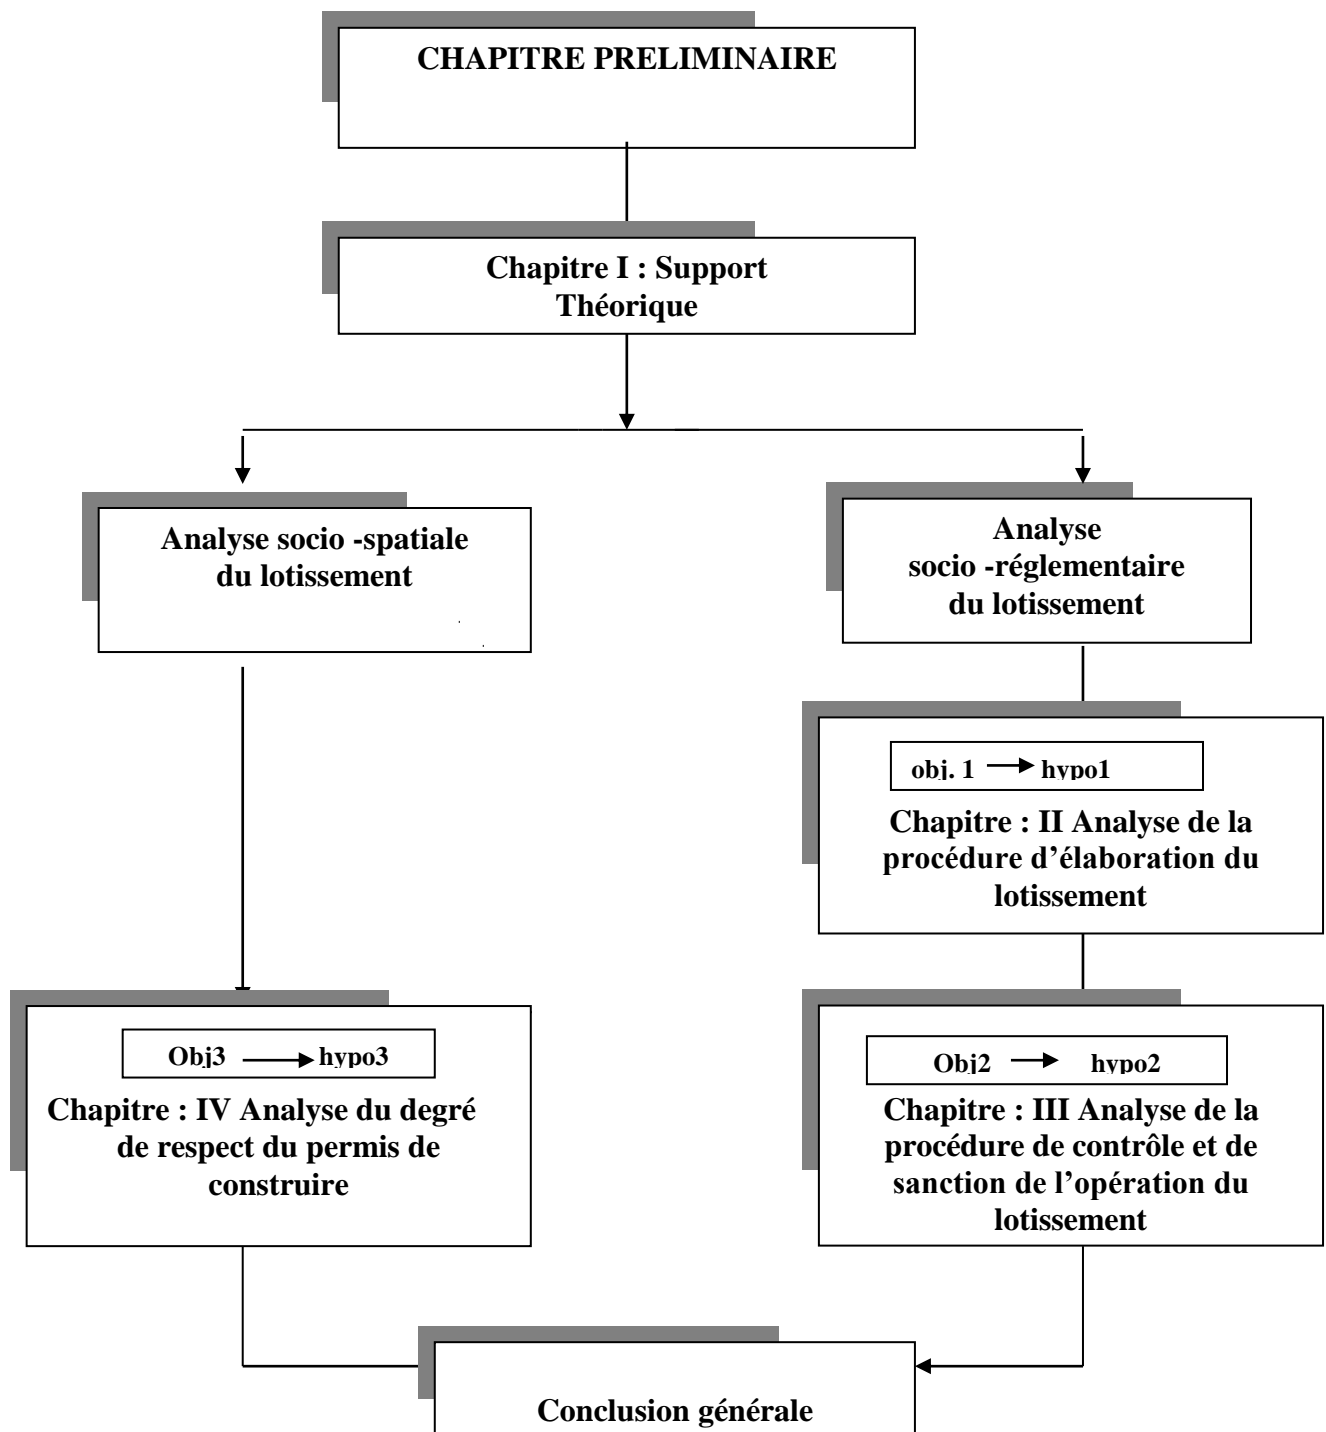 CHAPITRE PRELIMINAIRE
Chapitre I : Support
Théorique
Analyse socio -spatiale
du lotissement
Analyse
socio -réglementaire
du lotissement
obj. 1 hypo1
Chapitre : II Analyse de la
procédure d’élaboration du
lotissement
Obj3 hypo3
Chapitre : IV Analyse du degré
de respect du permis de
construire
Obj2 hypo2
Chapitre : III Analyse de la
procédure de contrôle et de
sanction de l’opération du
lotissement
Conclusion générale